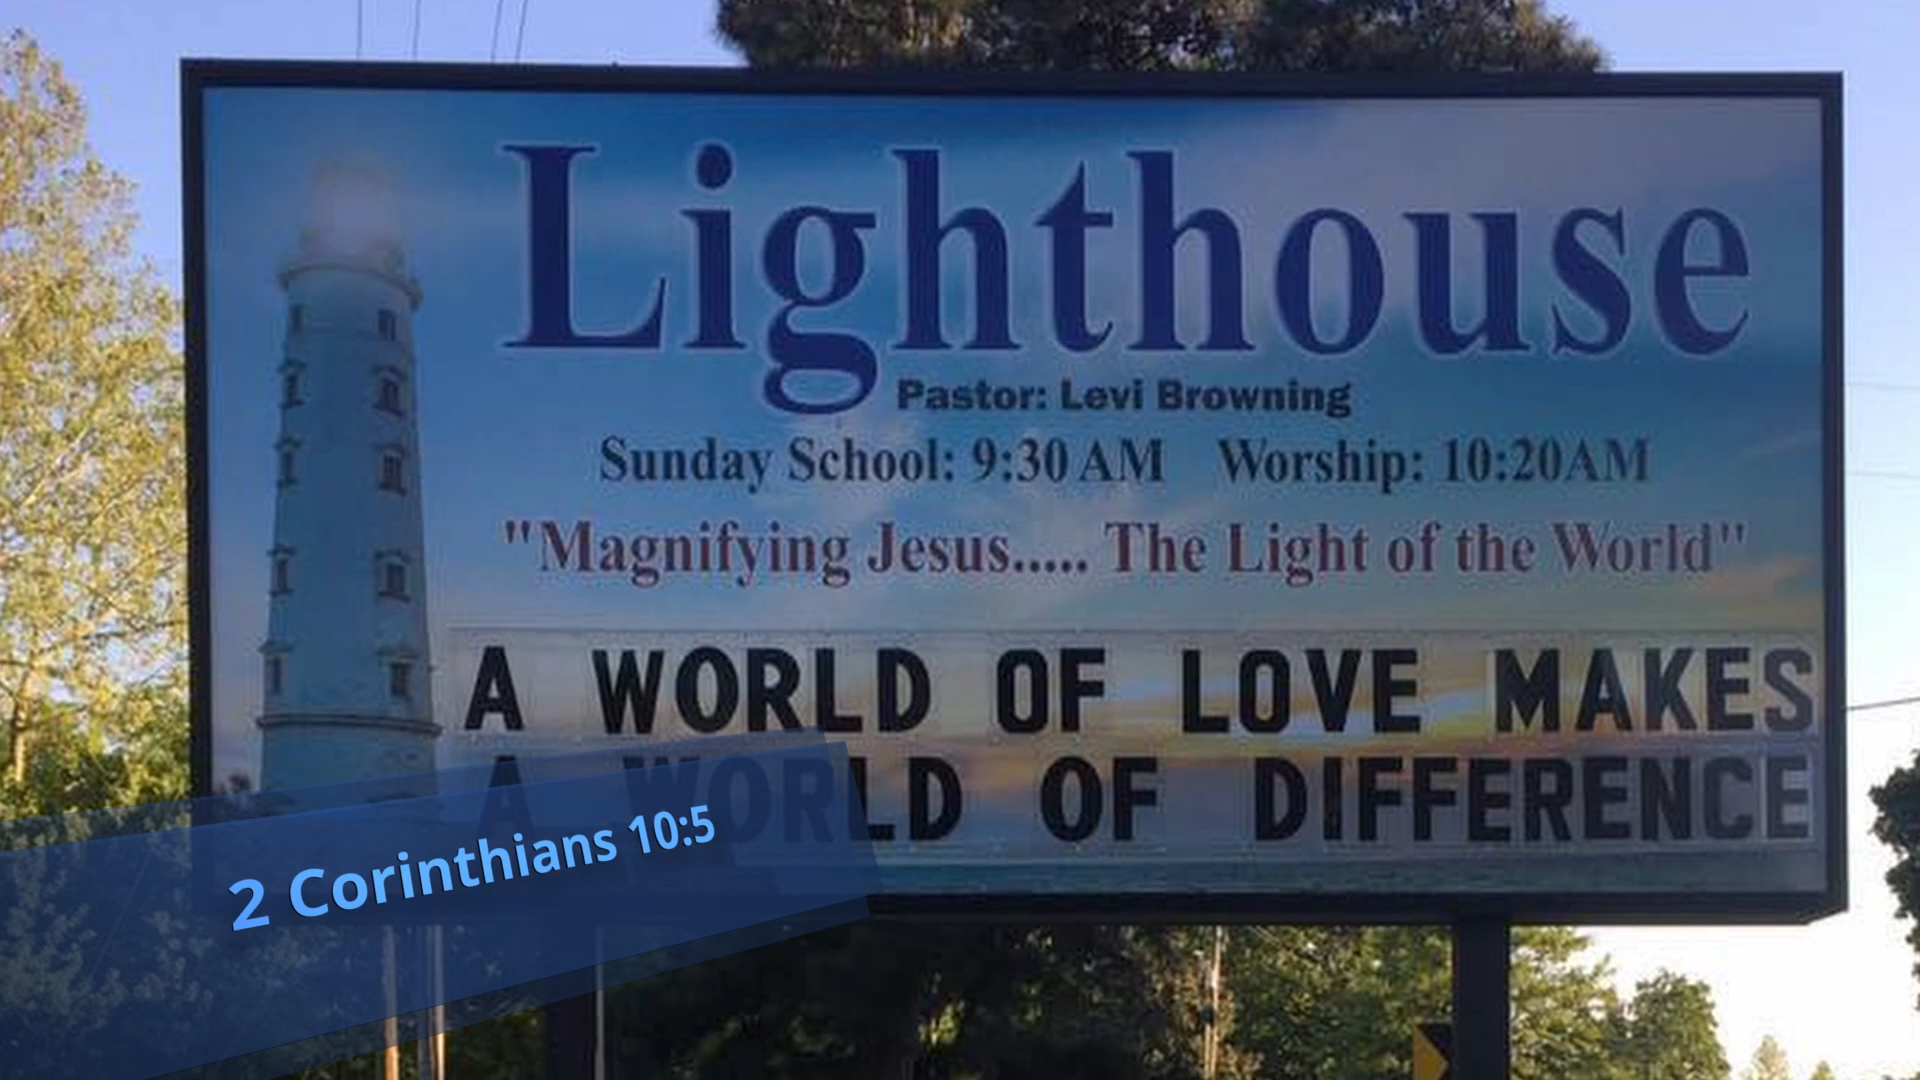 Lighthouse
Pastor: Levi Browning
Sunday School: 9:30 AM Worship: 10:20AM
"Magnifying Jesus..... The Light of the World"
A WORLD OF LOVE MAKES
A WORLD OF DIFFERENCE
2 Corinthians 10:5